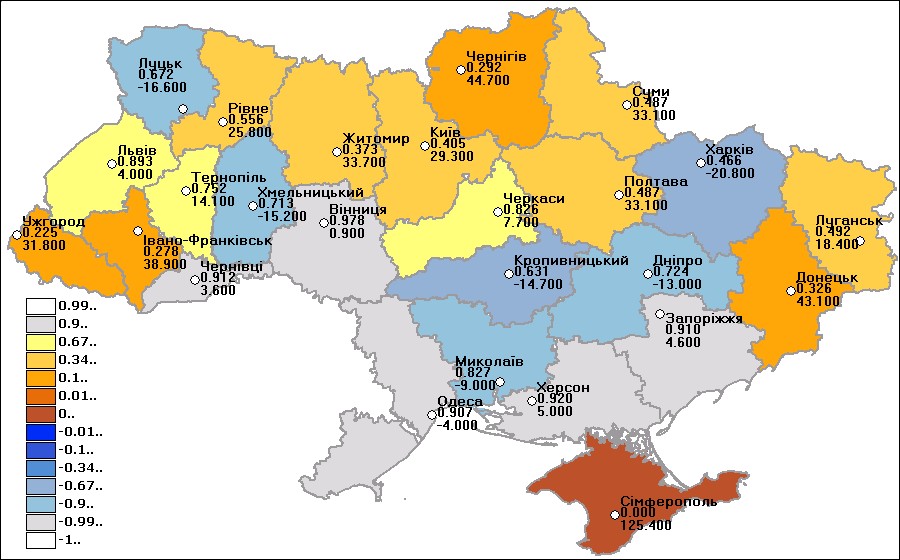 Чернігів
0.292
44.700
Луцьк
0.672
-16.600
Суми
0.487
33.100
Рівне
0.556
25.800
Житомир
0.373
33.700
Київ
0.405
29.300
Харків
0.466
-20.800
Львів
0.893
4.000
Тернопіль
0.752
14.100
Хмельницький
0.713
-15.200
Полтава
0.487
33.100
Черкаси
0.626
7.700
Вінниця
0.978
0.900
Ужгород
0.225
31.800
Луганськ
0.492
18.400
Івано-Франківськ
0.278
38.900
Чернівці
0.912
3.600
Кропивницький
0.631
-14.700
Дніпро
0.724
-13.000
Донецьк
0.326
43.100
Запоріжжя
0.910
4.600
Миколаїв
0.827
-9.000
Херсон
0.920
5.000
Одеса
0.907
-4.000
Сімферополь
0.000
125.400
0.99..
0.9..
0.67..
0.34..
0.1..
0.01..
0..
-0.01..
-0.1..
-0.34..
-0.67..
-0.9..
-0.99..
-1..